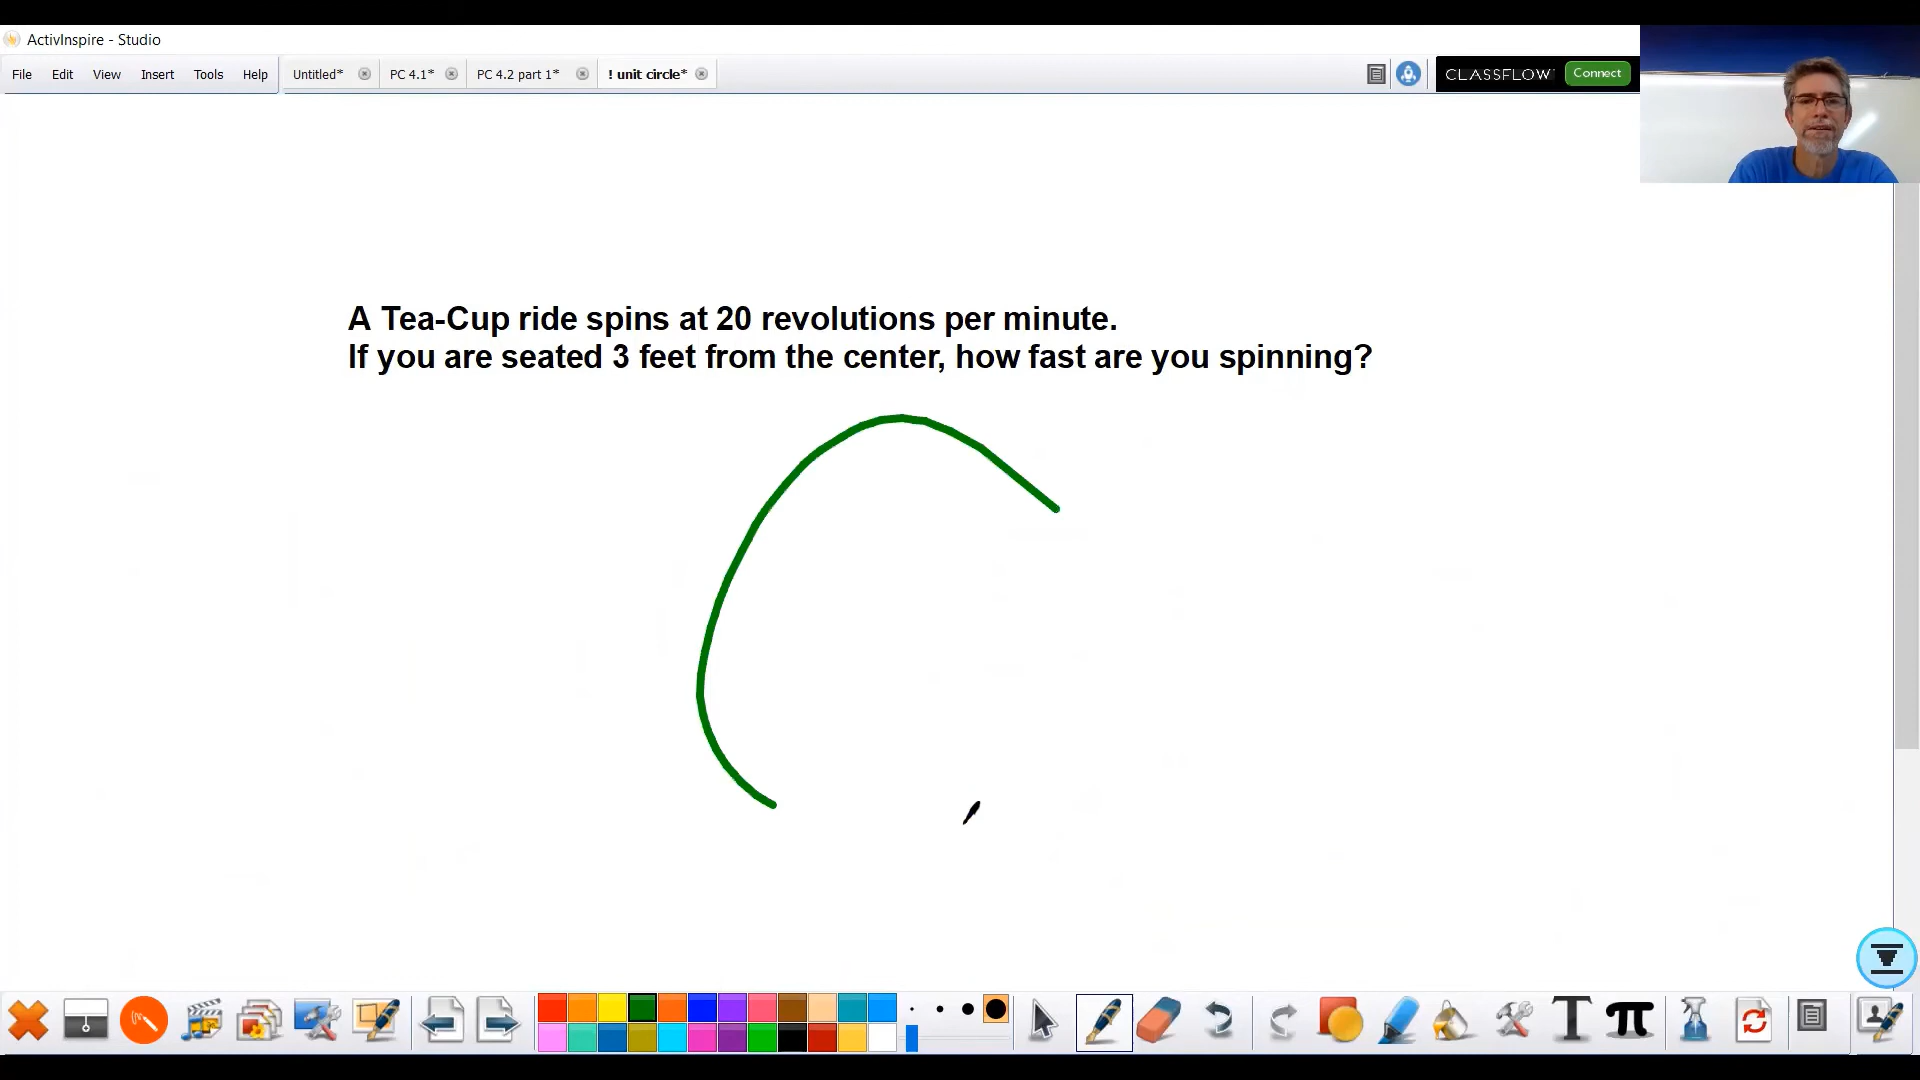 ActivInspire - Studio
File Edit View Insert Tools Help Untitled* PC 4.1* PC 4.2 part 1* ! unit circle* CLASSFLOW Connect
A Tea-Cup ride spins at 20 revolutions per minute.
If you are seated 3 feet from the center, how fast are you spinning?
T π